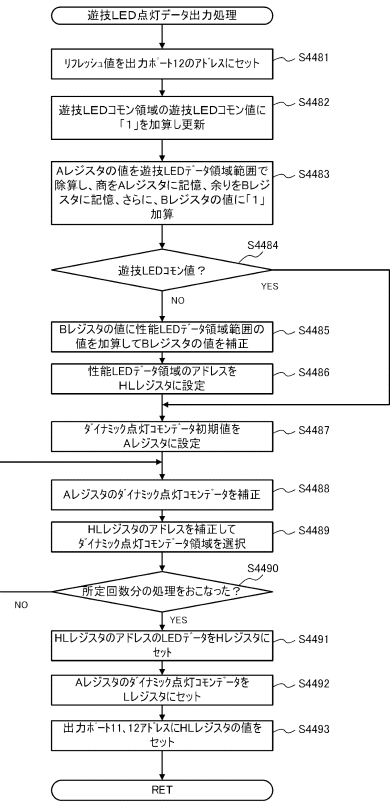 遊技LED点灯データ出力処理
リフレッシュ値を出力ポート12のアドレスにセット
S4481
遊技LEDコモン領域の遊技LEDコモン値に
「1」を加算し更新
S4482
Aレジスタの値を遊技LEDデータ領域範囲で
除算し、商をAレジスタに記憶、余りをBレジ
スタに記憶、さらに、Bレジスタの値に「1」
加算
S4483
S4484
遊技LEDコモン値？
YES
NO
Bレジスタの値に性能LEDデータ領域範囲の
値を加算してBレジスタの値を補正
S4485
性能LEDデータ領域のアドレスを
HLレジスタに設定
S4486
ダイナミック点灯コモンデータ初期値を
Aレジスタに設定
S4487
Aレジスタのダイナミック点灯コモンデータを補正
S4488
HLレジスタのアドレスを補正して
ダイナミック点灯コモンデータ領域を選択
S4489
S4490
所定回数分の処理をおこなった？
NO
YES
HLレジスタのアドレスのLEDデータをHレジスタに
セット
S4491
Aレジスタのダイナミック点灯コモンデータを
Lレジスタにセット
S4492
出力ポート11、12アドレスにHLレジスタの値を
セット
S4493
RET